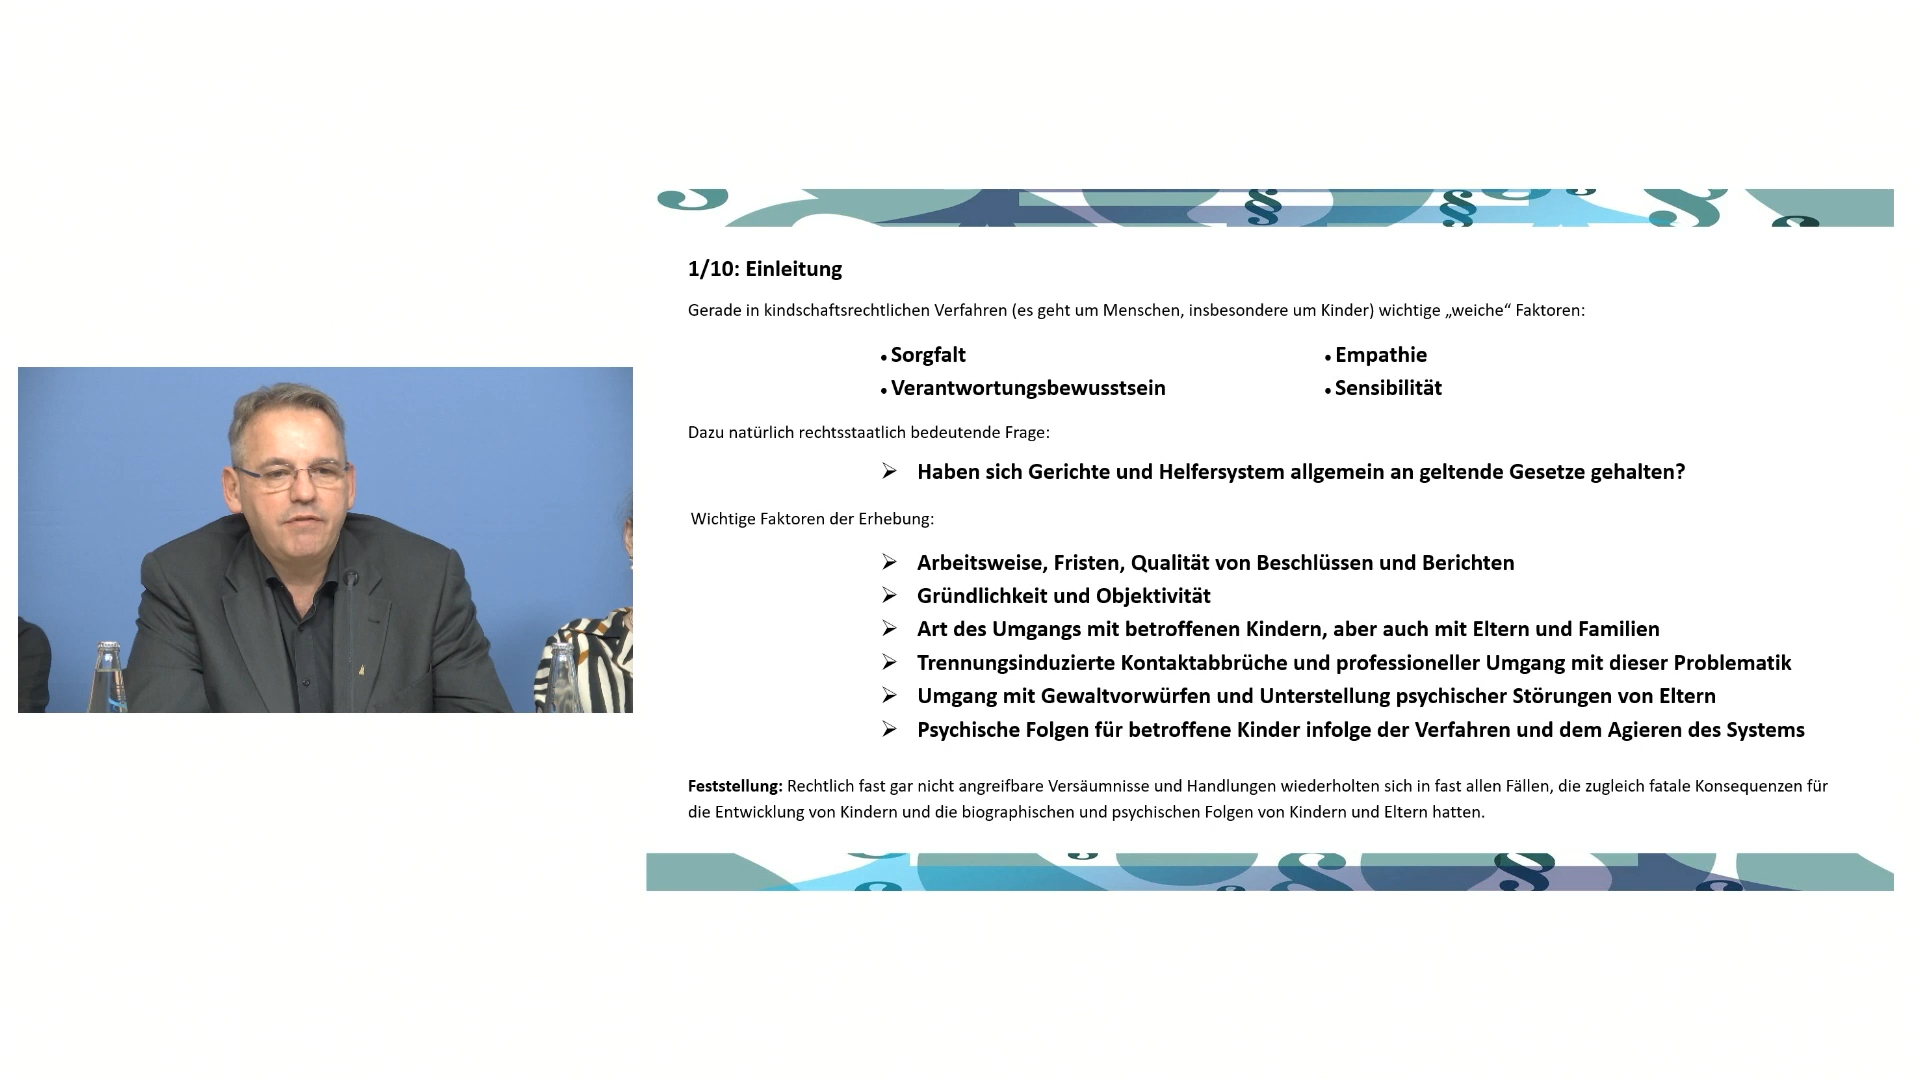 1/10: Einleitung
Gerade in kindschaftsrechtlichen Verfahren (es geht um Menschen, insbesondere um Kinder) wichtige „weiche“ Faktoren:
• Sorgfalt
• Verantwortungsbewusstsein
• Empathie
• Sensibilität
Dazu natürlich rechtsstaatlich bedeutende Frage:
➢ Haben sich Gerichte und Helfersystem allgemein an geltende Gesetze gehalten?
Wichtige Faktoren der Erhebung:
➢ Arbeitsweise, Fristen, Qualität von Beschlüssen und Berichten
➢ Gründlichkeit und Objektivität
➢ Art des Umgangs mit betroffenen Kindern, aber auch mit Eltern und Familien
➢ Trennungsinduzierte Kontaktabbrüche und professioneller Umgang mit dieser Problematik
➢ Umgang mit Gewaltvorwürfen und Unterstellung psychischer Störungen von Eltern
➢ Psychische Folgen für betroffene Kinder infolge der Verfahren und dem Agieren des Systems
Feststellung: Rechtlich fast gar nicht angreifbare Versäumnisse und Handlungen wiederholten sich in fast allen Fällen, die zugleich fatale Konsequenzen für
die Entwicklung von Kindern und die biographischen und psychischen Folgen von Kindern und Eltern hatten.